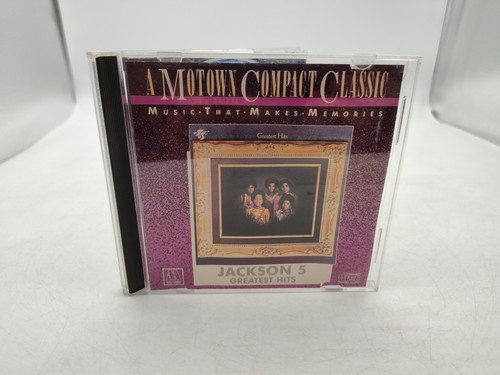 A MOTOWN COMPACT CLASSIC
MUSIC·THAT·MAKES·MEMORIES
Greatest Hits
JACKSON 5
GREATEST HITS